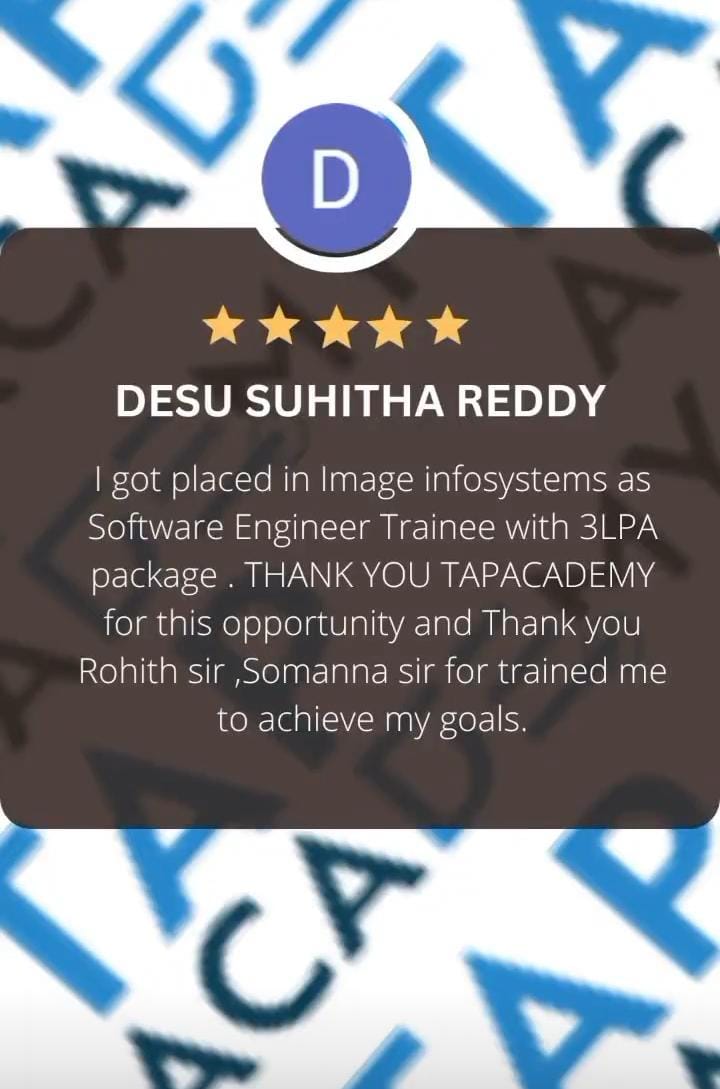 D
DESU SUHITHA REDDY
I got placed in Image infosystems as
Software Engineer Trainee with 3LPA
package . THANK YOU TAPACADEMY
for this opportunity and Thank you
Rohith sir ,Somanna sir for trained me
to achieve my goals.